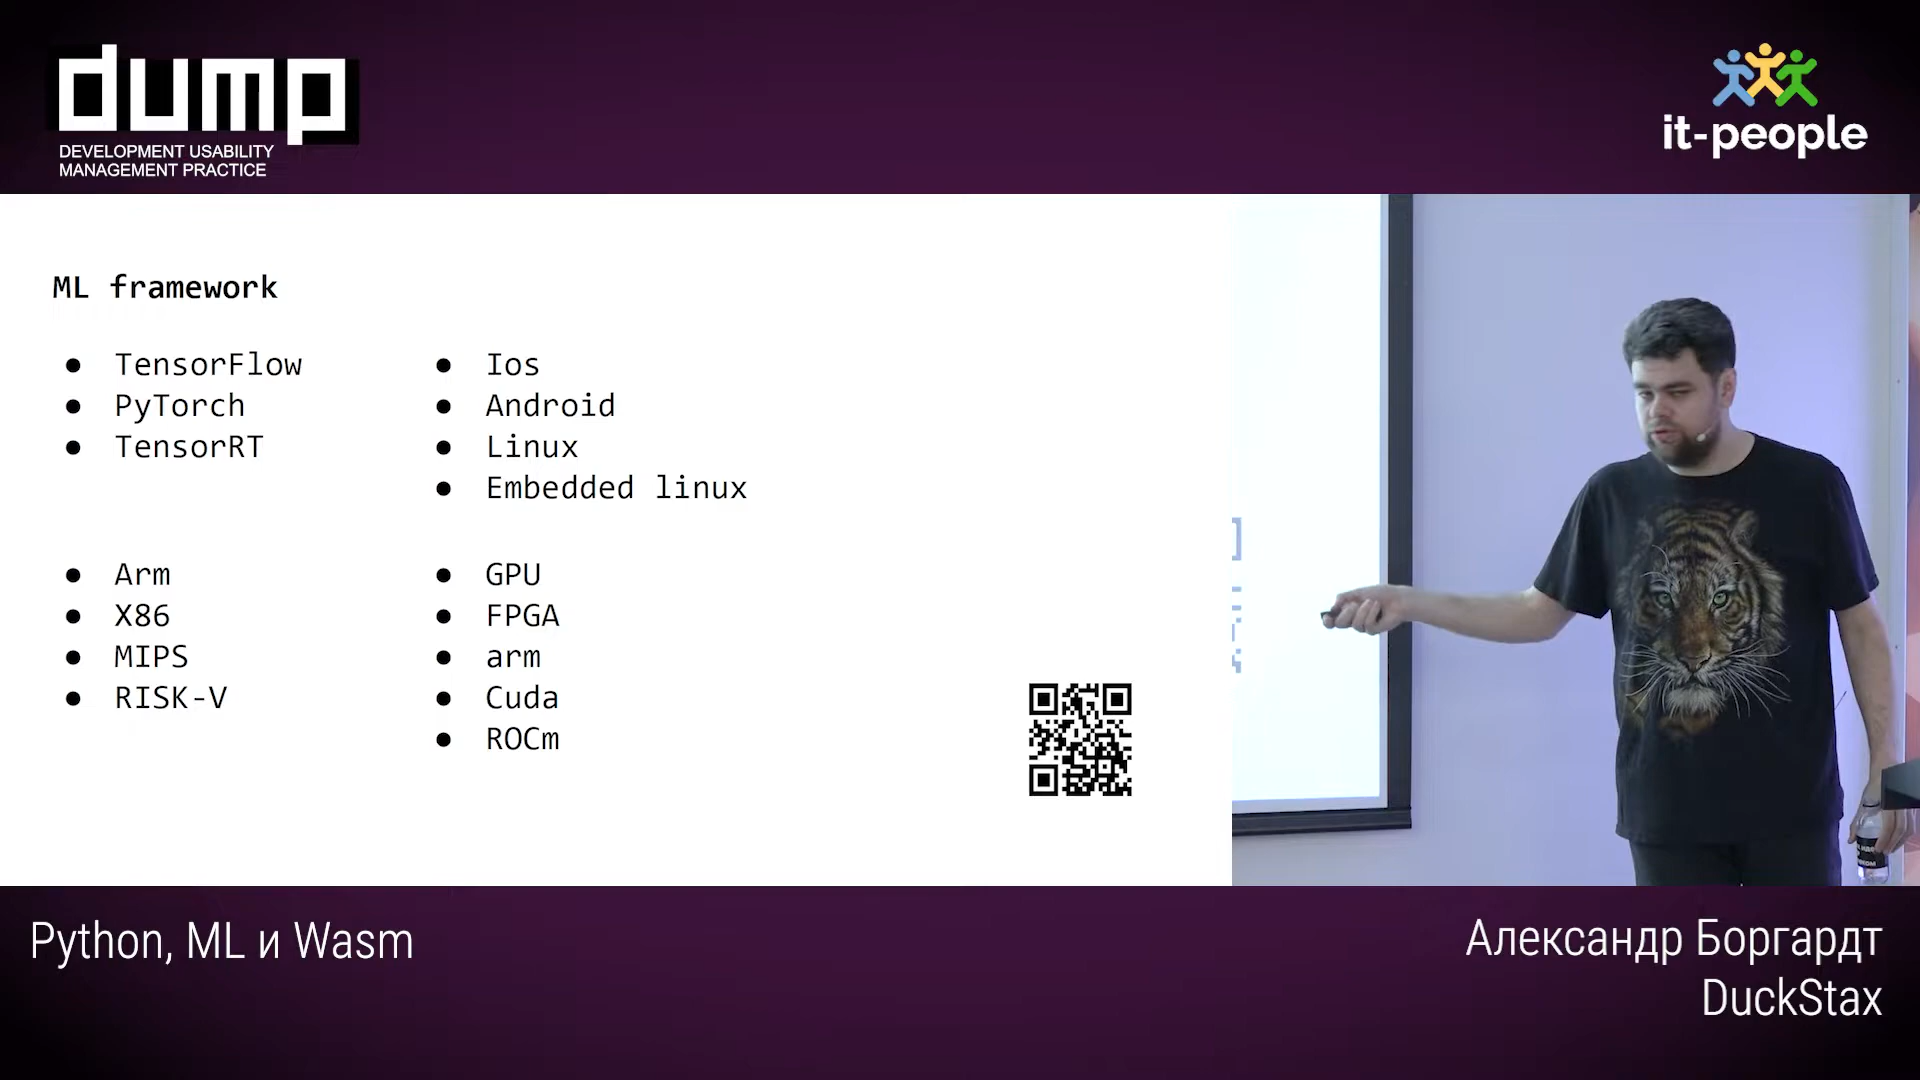 dump
DEVELOPMENT USABILITY
MANAGEMENT PRACTICE
it-people
ML framework
● TensorFlow
● PyTorch
● TensorRT
● Ios
● Android
● Linux
● Embedded linux
● Arm
● X86
● MIPS
● RISK-V
● GPU
● FPGA
● arm
● Cuda
● ROCm
Python, ML и Wasm
Александр Боргардт
DuckStax